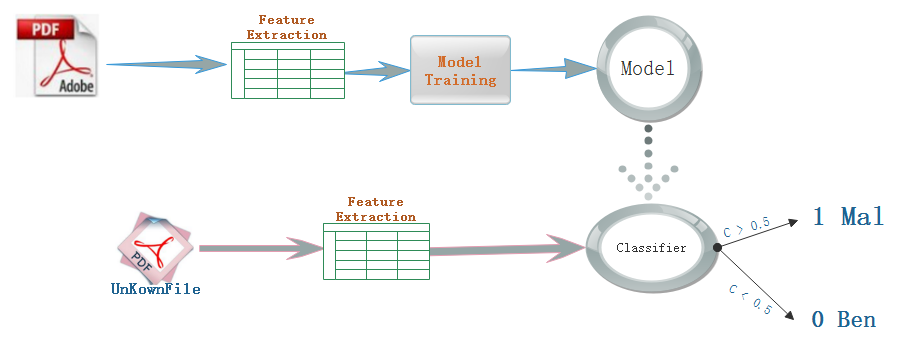 PDF
Adobe
Feature
Extraction
Model
Training
Model
PDF
UnKownFile
Feature
Extraction
Classifier
C > 0.5
1 Mal
C < 0.5
0 Ben